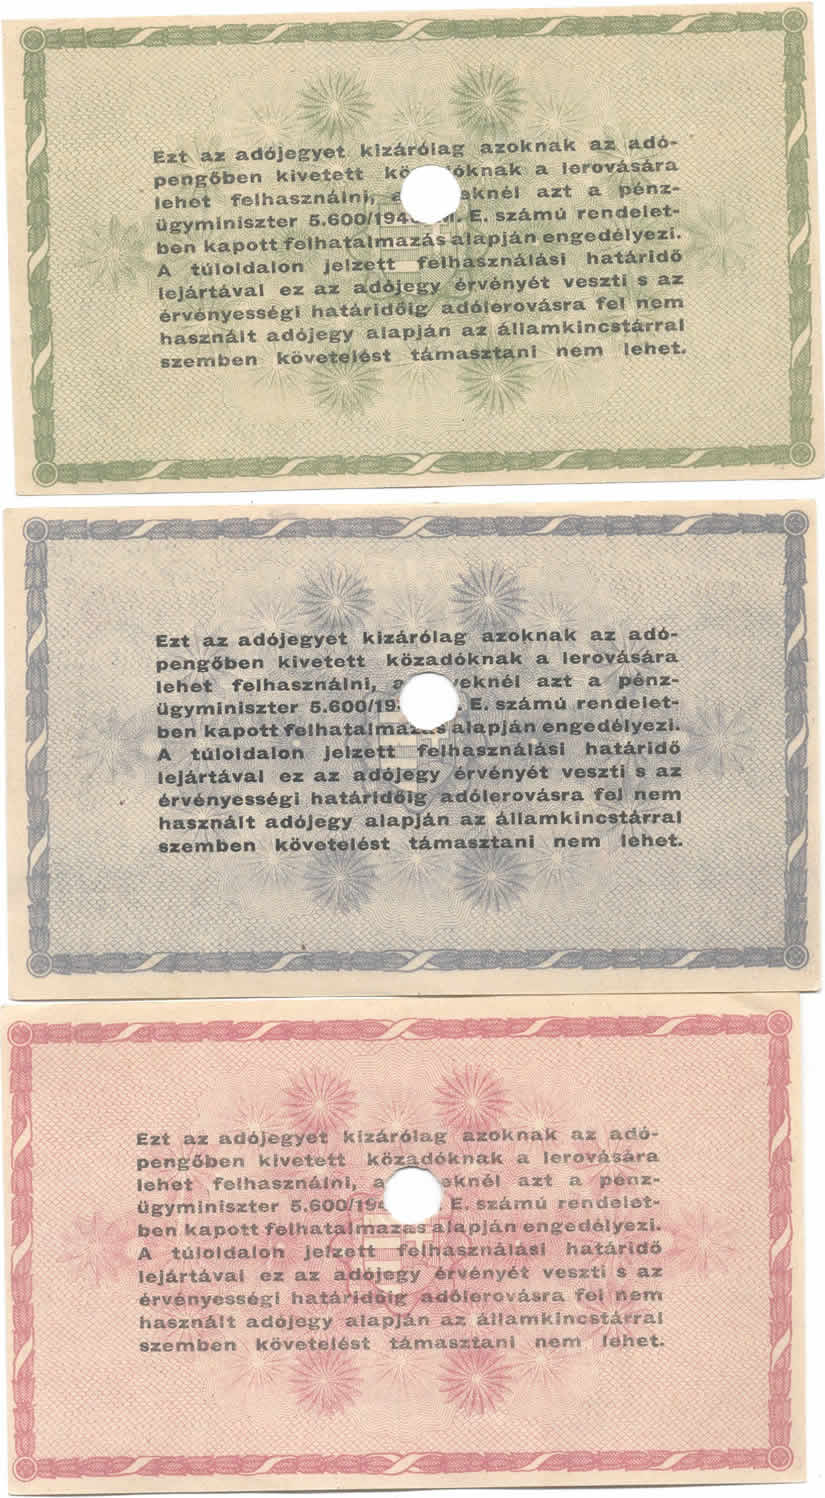 Ezt az adójegyet kizárólag azoknak az adó-
pengőben kivetett a lerovására
lehet felhasználni, azt a pénz-
ügyminiszter E. számú rendelet-
ben kapott felhatalmazás alapján engedélyezi.
A túloldalon jelzett felhasználási határidő
lejártával ez az adójegy érvényét veszti s az
érvényességi határidőig adólerovásra fel nem
használt adójegy alapján az államkincstárral
szemben követelést támasztani nem lehet.
Ezt az adójegyet kizárólag azoknak az adó-
pengőben kivetett közadóknak a lerovására
lehet felhasználni, azt a pénz-
ügyminiszter E. számú rendelet-
ben kapott felhatalmazás alapján engedélyezi.
A túloldalon jelzett felhasználási határidő
lejártával ez az adójegy érvényét veszti s az
érvényességi határidőig adólerovásra fel nem
használt adójegy alapján az államkincstárral
szemben követelést támasztani nem lehet.
Ezt az adójegyet kizárólag azoknak az adó-
pengőben kivetett közadóknak a lerovására
lehet felhasználni, azt a pénz-
ügyminiszter E. számú rendelet-
ben kapott felhatalmazás alapján engedélyezi.
A túloldalon jelzett felhasználási határidő
lejártával ez az adójegy érvényét veszti s az
érvényességi határidőig adólerovásra fel nem
használt adójegy alapján az államkincstárral
szemben követelést támasztani nem lehet.